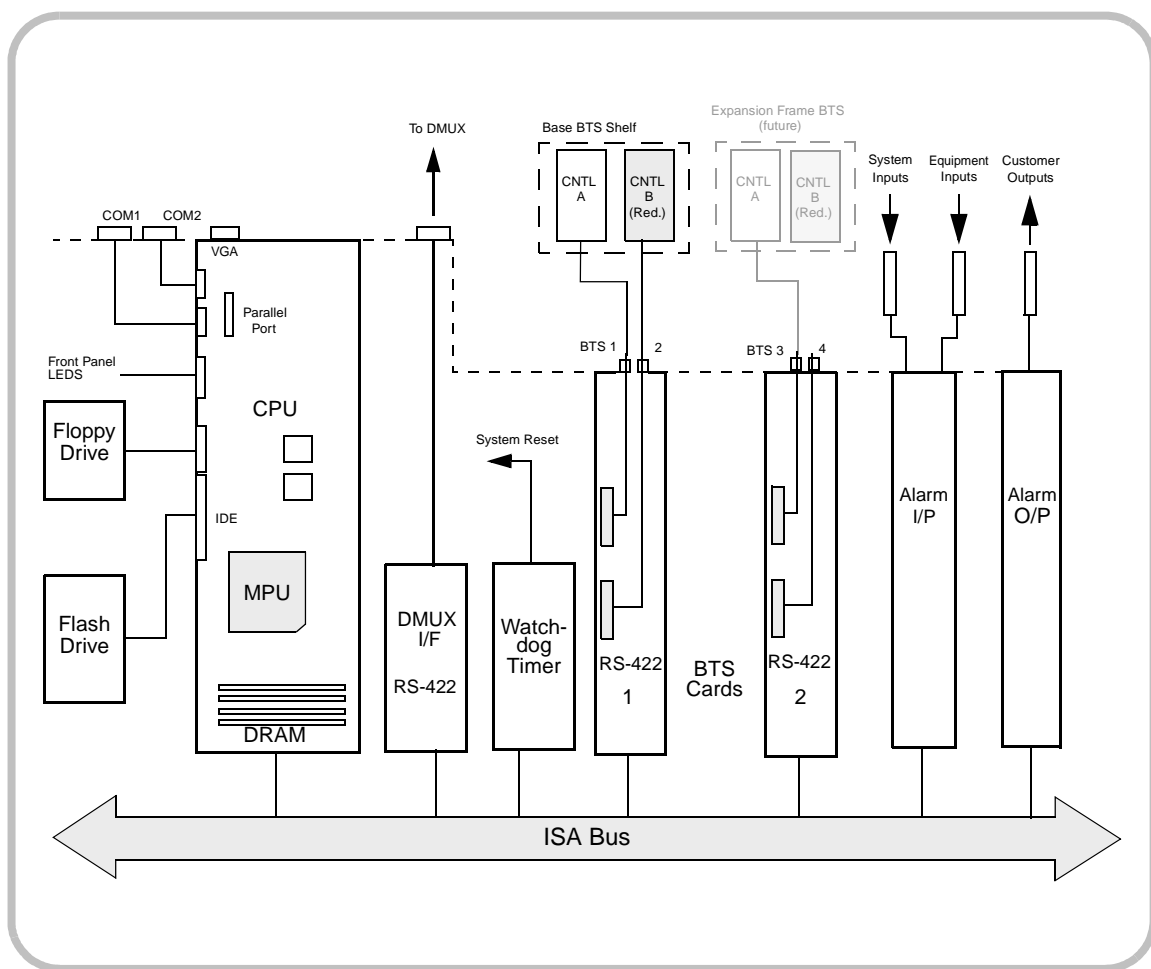 Expansion Frame BTS
(future)
To DMUX
Base BTS Shelf
System
Inputs
Equipment
Inputs
Customer
Outputs
CNTL
A
CNTL
B
(Red.)
CNTL
A
CNTL
B
(Red.)
COM1
COM2
VGA
Parallel
Port
BTS 1
2
BTS 3
4
Front Panel
LEDS
CPU
Floppy
Drive
System Reset
IDE
Alarm
I/P
Alarm
O/P
MPU
Flash
Drive
DMUX
I/F
RS-422
Watch-
dog
Timer
RS-422
1
BTS
Cards
RS-422
2
DRAM
ISA Bus